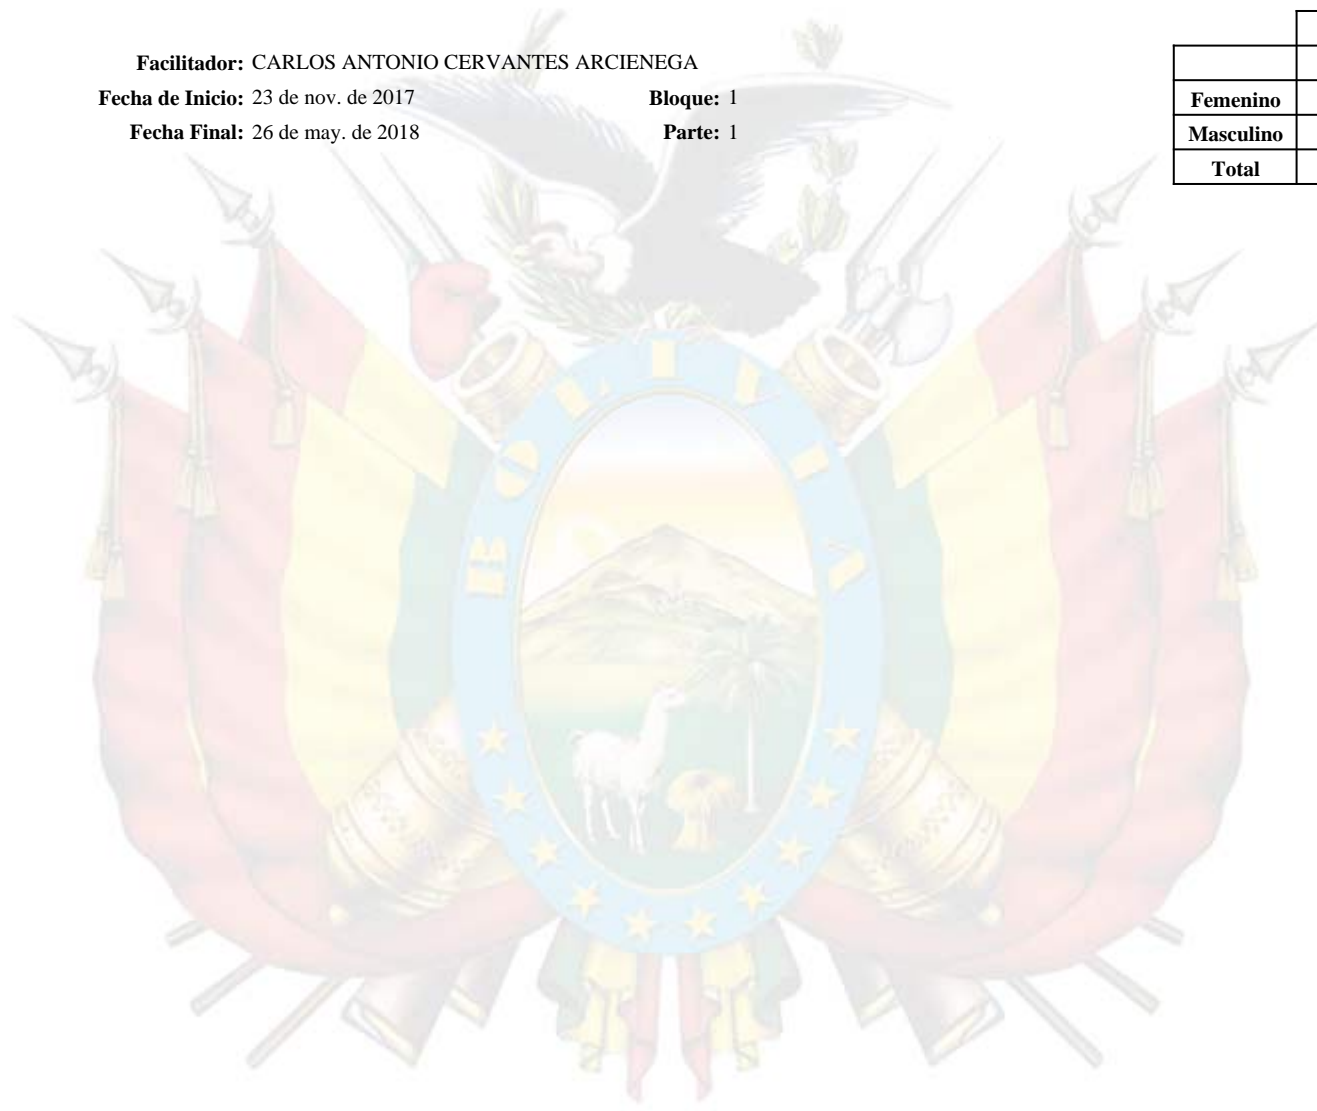 Facilitador: CARLOS ANTONIO CERVANTES ARCIENEGA
Fecha de Inicio: 23 de nov. de 2017 Bloque: 1
Fecha Final: 26 de may. de 2018 Parte: 1
Femenino
Masculino
Total
BOLIVIA